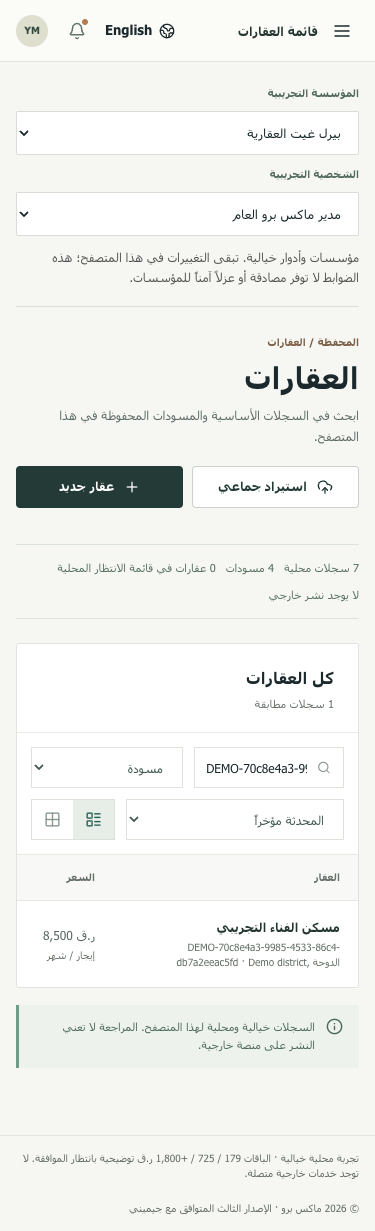 قائمة العقارات
English
YM
المؤسسة التجريبية
بيرل غيت العقارية
الشخصية التجريبية
مدير ماكس برو العام
مؤسسات وأدوار خيالية. تبقى التغييرات في هذا المتصفح؛ هذه
الضوابط لا توفر مصادقة أو عزلاً آمناً للمؤسسات.
المحفظة / العقارات
العقارات
ابحث في السجلات الأساسية والمسودات المحفوظة في هذا
المتصفح.
استيراد جماعي
عقار جديد
7 سجلات محلية 4 مسودات 0 عقارات في قائمة الانتظار المحلية
لا يوجد نشر خارجي
كل العقارات
1 سجلات مطابقة
DEMO-70c8e4a3-99
مسودة
المحدثة مؤخراً
العقار
السعر
مسكن الفناء التجريبي
ر.ق 8,500
DEMO-70c8e4a3-9985-4533-86c4-
إيجار / شهر
db7a2eeac5fd · Demo district, الدوحة
السجلات خيالية ومحلية لهذا المتصفح. المراجعة لا تعني
النشر على منصة خارجية.
تجربة محلية خيالية · الباقات 179 / 725 / +1,800 ر.ق توضيحية بانتظار الموافقة. لا
توجد خدمات خارجية متصلة.
© 2026 ماكس برو · الإصدار الثالث المتوافق مع جيميني